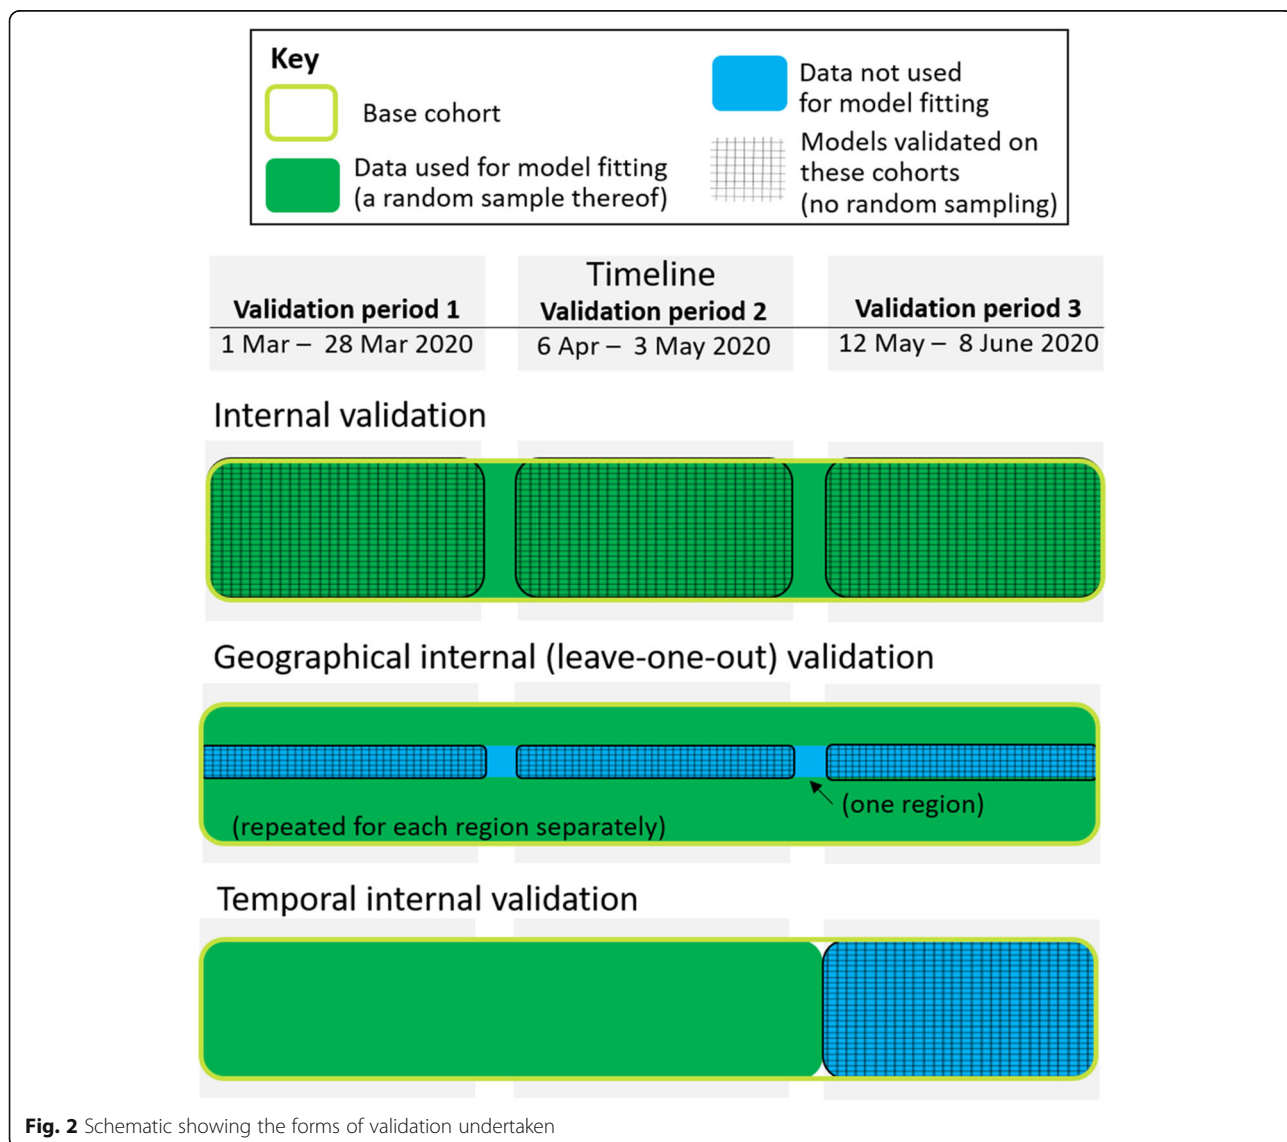 Key
Base cohort
Data used for model fitting
(a random sample thereof)
Data not used
for model fitting
Models validated on
these cohorts
(no random sampling)
Timeline
Validation period 1
Validation period 2
Validation period 3
1 Mar – 28 Mar 2020
6 Apr – 3 May 2020
12 May – 8 June 2020
Internal validation
Geographical internal (leave-one-out) validation
(one region)
(repeated for each region separately)
Temporal internal validation
Fig. 2 Schematic showing the forms of validation undertaken